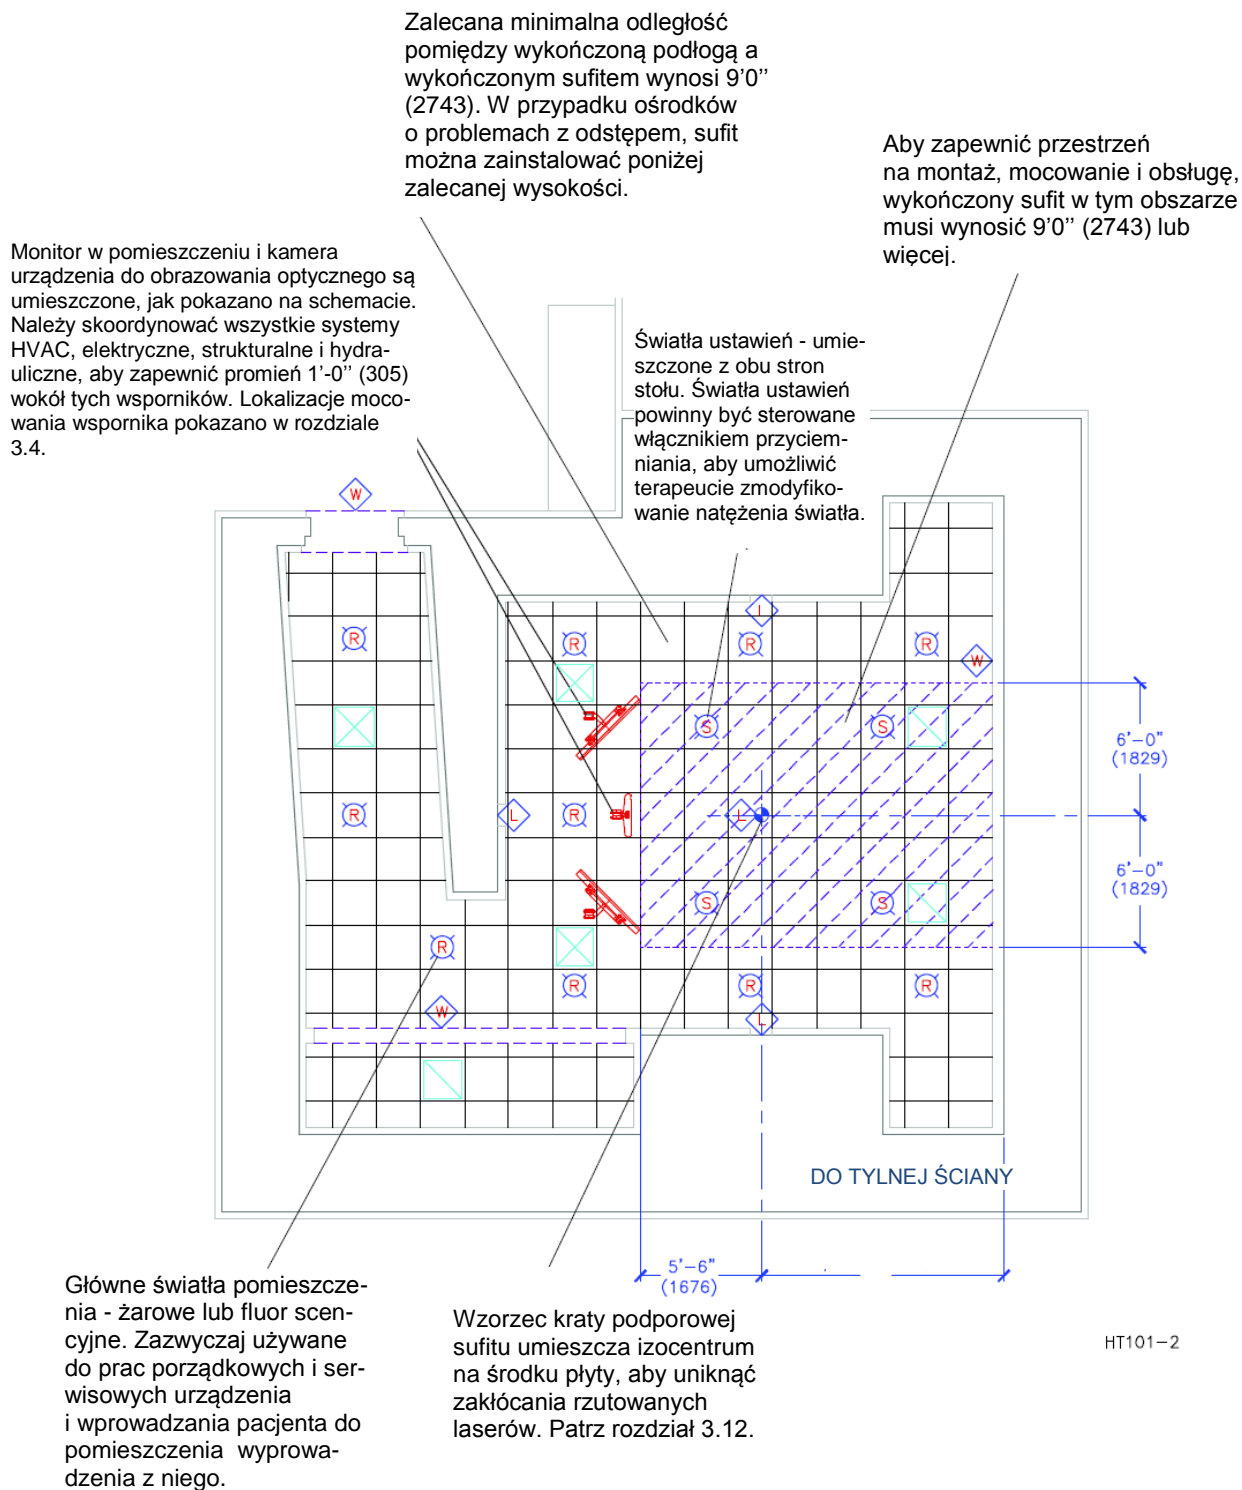 Zalecana minimalna odległość
pomiędzy wykończoną podłogą a
wykończonym sufitem wynosi 9’0’’
(2743). W przypadku ośrodków
o problemach z odstępem, sufit
można zainstalować poniżej
zalecanej wysokości.
Aby zapewnić przestrzeń
na montaż, mocowanie i obsługę,
wykończony sufit w tym obszarze
musi wynosić 9’0’’ (2743) lub
więcej.
Monitor w pomieszczeniu i kamera
urządzenia do obrazowania optycznego są
umieszczone, jak pokazano na schemacie.
Należy skoordynować wszystkie systemy
HVAC, elektryczne, strukturalne i hydra-
uliczne, aby zapewnić promień 1’-0’’ (305)
wokół tych wsporników. Lokalizacje moco-
wania wspornika pokazano w rozdziale
3.4.
Światła ustawień - umie-
szczone z obu stron
stołu. Światła ustawień
powinny być sterowane
włącznikiem przyciem-
niania, aby umożliwić
terapeucie zmodyfiko-
wanie natężenia światła.
W
L
R
R
R
R
W
S
S
6’-0”
(1829)
R
L
R
L
6’-0”
(1829)
S
S
R
R
R
R
W
L
DO TYLNEJ ŚCIANY
5’-6”
(1676)
Główne światła pomieszcze-
nia - żarowe lub fluor scen-
cyjne. Zazwyczaj używane
do prac porządkowych i ser-
wisowych urządzenia
i wprowadzania pacjenta do
pomieszczenia wyprowa-
dzenia z niego.
Wzorzec kraty podporowej
sufitu umieszcza izocentrum
na środku płyty, aby uniknąć
zakłócania rzutowanych
laserów. Patrz rozdział 3.12.
HT101-2